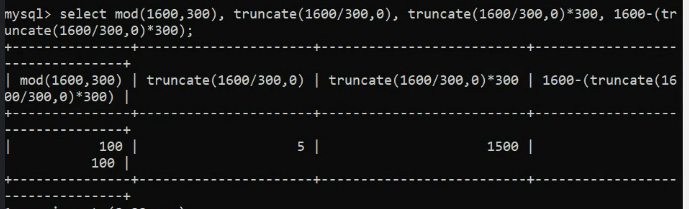 mysql> select mod(1600,300), truncate(1600/300,0), truncate(1600/300,0)*300, 1600-(tr
uncate(1600/300,0)*300);
+---------------+----------------------+--------------------------+-----------------
---------------+
| mod(1600,300) | truncate(1600/300,0) | truncate(1600/300,0)*300 | 1600-(truncate(16
00/300,0)*300) |
+---------------+----------------------+--------------------------+-----------------
---------------+
|           100 |                    5 |                     1500 |
           100 |
+---------------+----------------------+--------------------------+-----------------
---------------+